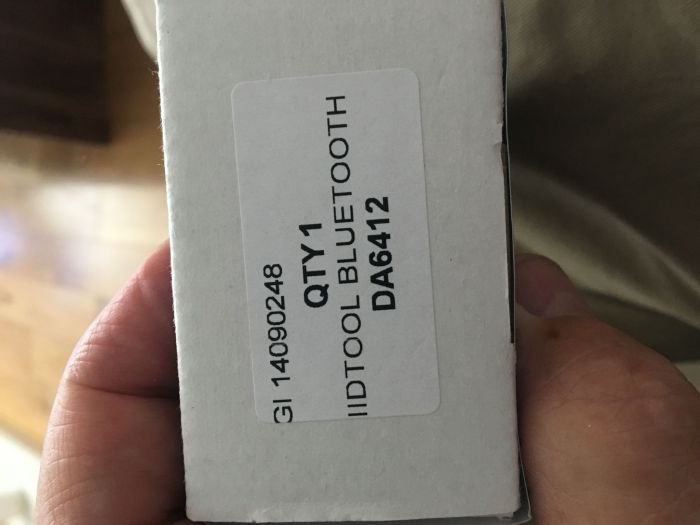 GI 14090248
QTY 1
IIDTOOL BLUETOOTH
DA6412